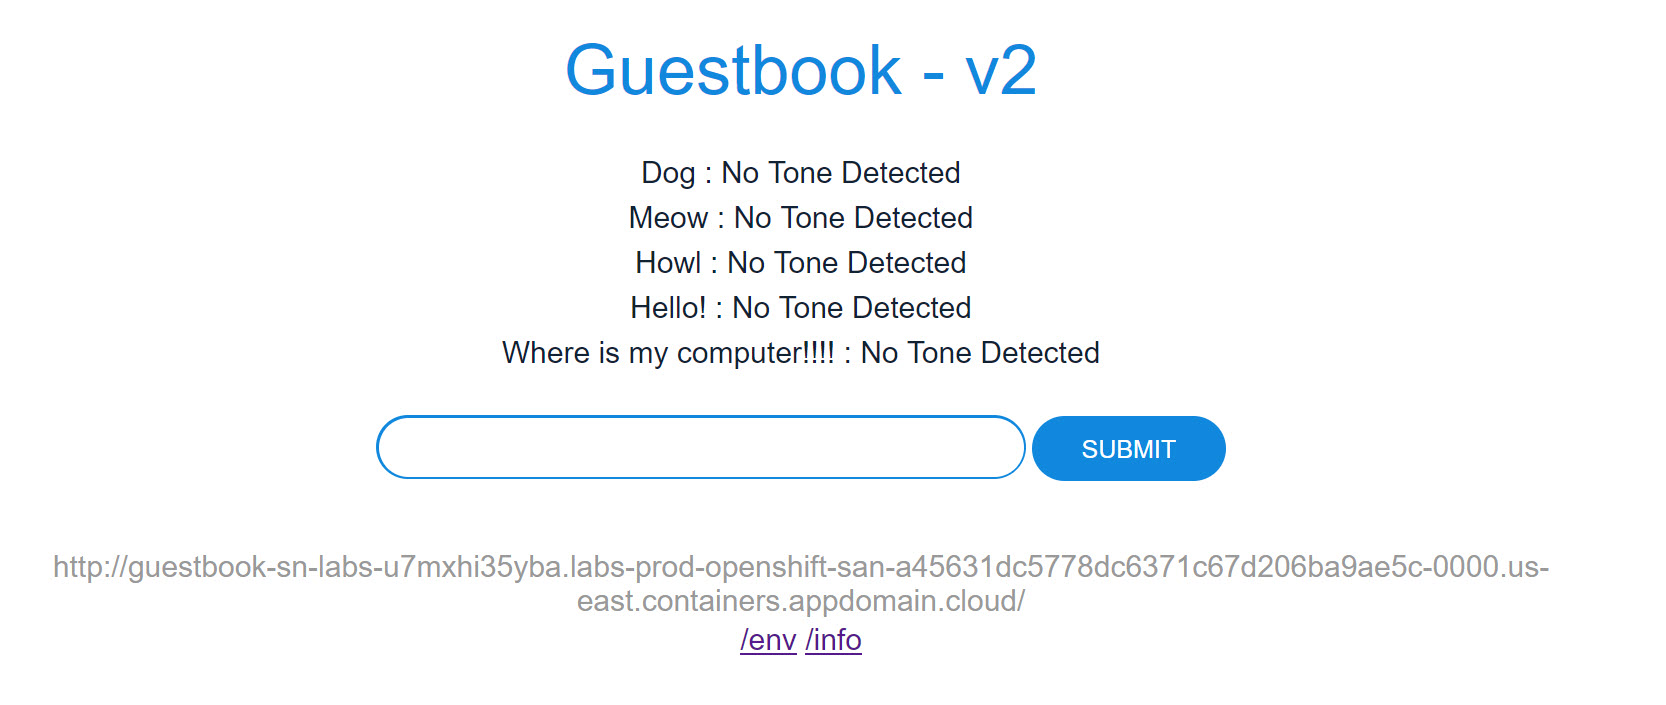 Guestbook - v2
Dog : No Tone Detected
Meow : No Tone Detected
Howl : No Tone Detected
Hello! : No Tone Detected
Where is my computer!!!! : No Tone Detected
SUBMIT
http://guestbook-sn-labs-u7mxhi35yba.labs-prod-openshift-san-a45631dc5778dc6371c67d206ba9ae5c-0000.us-
east.containers.appdomain.cloud/
/env /info